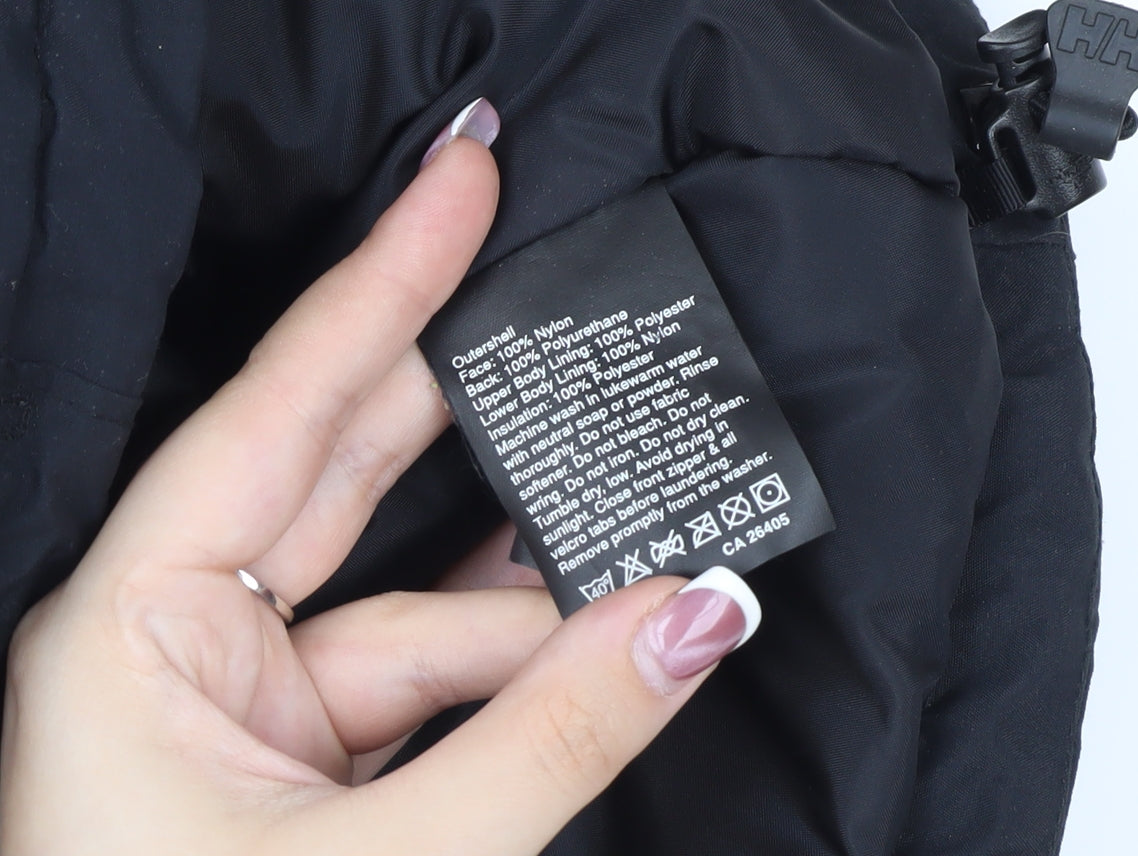 HH
Outershell
Face: 100% Nylon
Back: 100% Polyurethane
Upper Body Lining: 100% Polyester
Lower Body Lining: 100% Nylon
Insulation: 100% Polyester
Machine wash in lukewarm water
with neutral soap or powder. Rinse
thoroughly. Do not use fabric
softener. Do not bleach. Do not
wring. Do not iron. Do not dry clean.
Tumble dry, low. Avoid drying in
sunlight. Close front zipper & all
velcro tabs before laundering.
Remove promptly from the washer.
40°
CA 26405